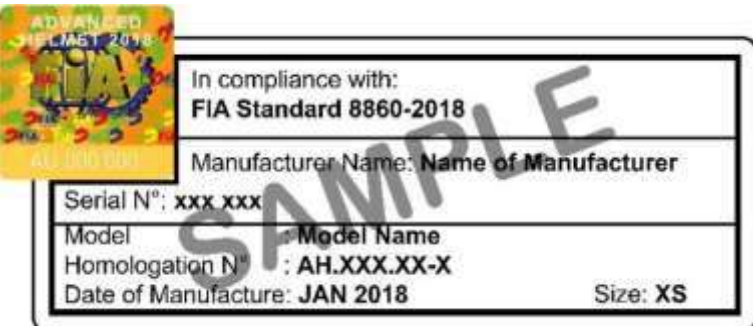 ADVANCED
HELMET 2018
FIA
In compliance with:
FIA Standard 8860-2018
Manufacturer Name: Name of Manufacturer
Serial N°: xxx xxx
Model : Model Name
Homologation N° : AH.XXX.XX-X
Date of Manufacture: JAN 2018 Size: XS
SAMPLE